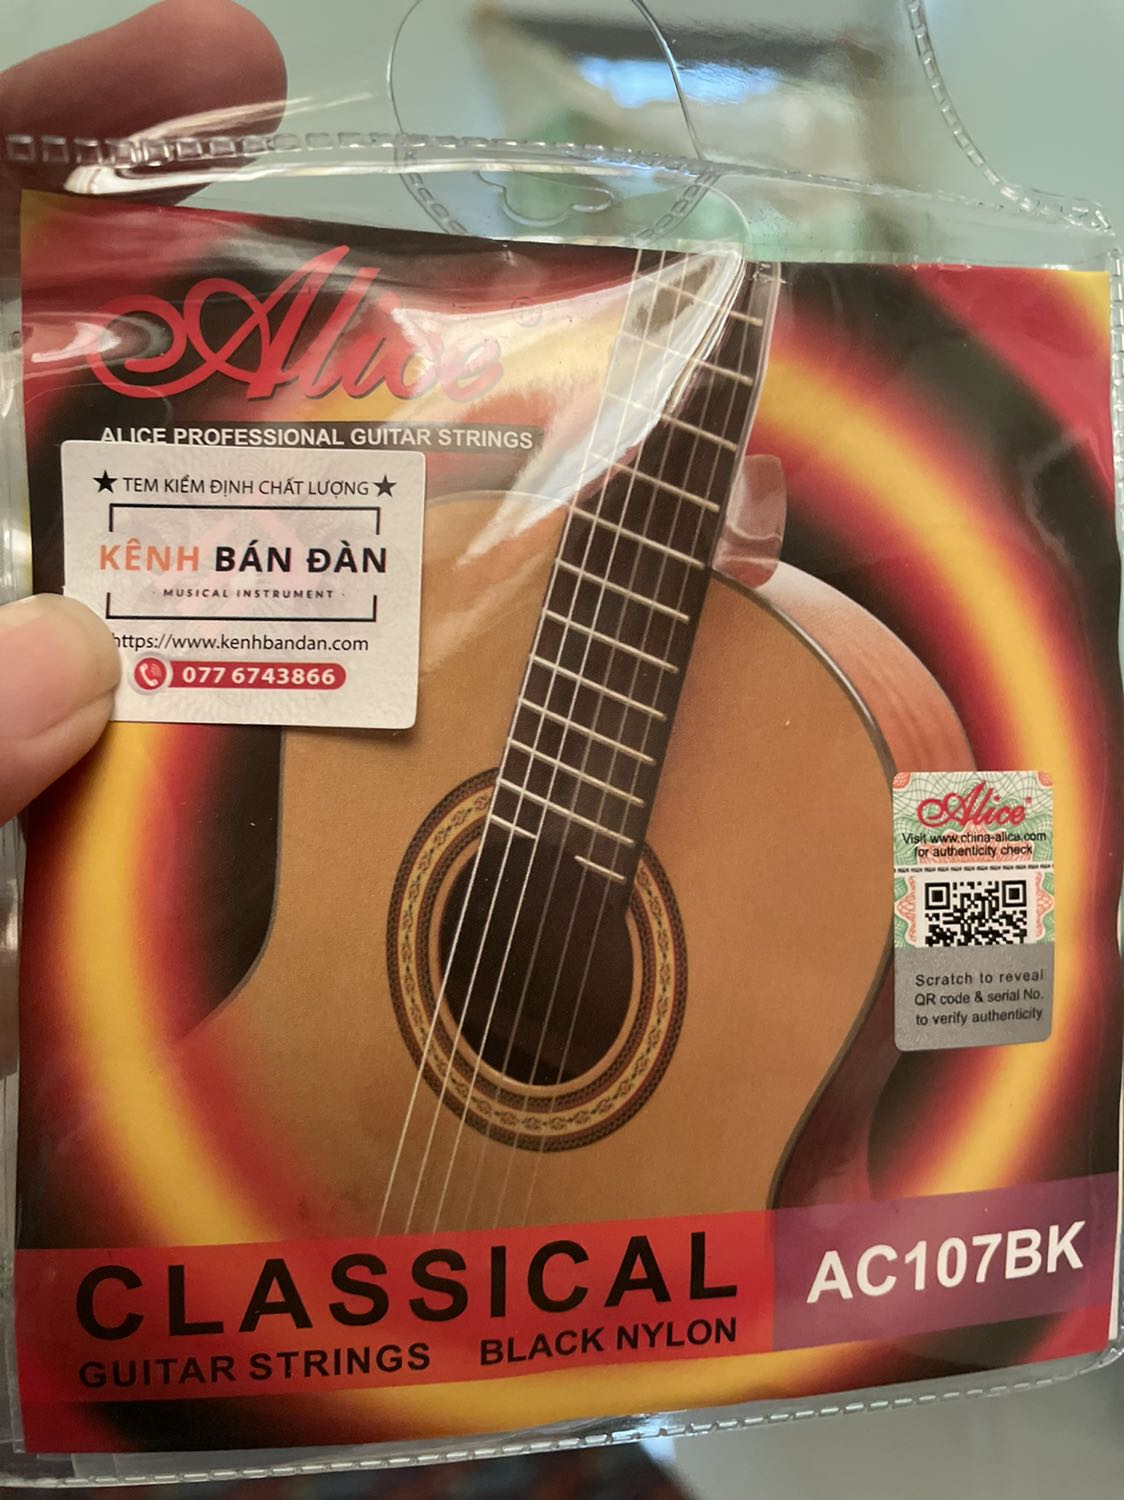 Alice®
ALICE PROFESSIONAL GUITAR STRINGS
★ TEM KIỂM ĐỊNH CHẤT LƯỢNG ★
KÊNH BÁN ĐÀN
· MUSICAL INSTRUMENT ·
https://www.kenhbandan.com
077 6743866
Alice®
Visit www.china-alice.com
for authenticity check
Scratch to reveal
QR code & serial No.
to verify authenticity
CLASSICAL
AC107BK
GUITAR STRINGS BLACK NYLON